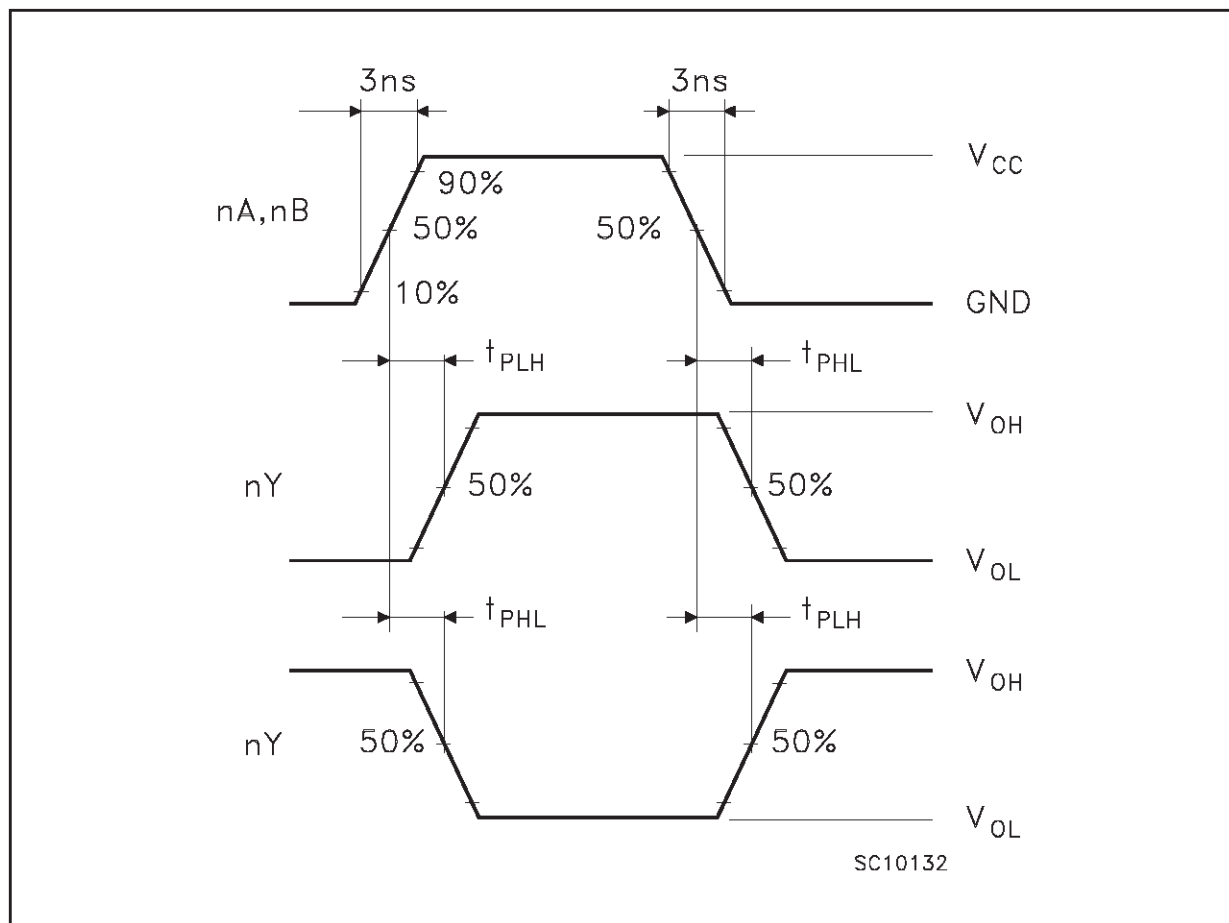 3ns 3ns
V_CC
90%
nA,nB 50% 50%
10% GND
t_PLH t_PHL
V_OH
nY 50% 50%
V_OL
t_PHL t_PLH
V_OH
nY 50% 50%
V_OL
SC10132